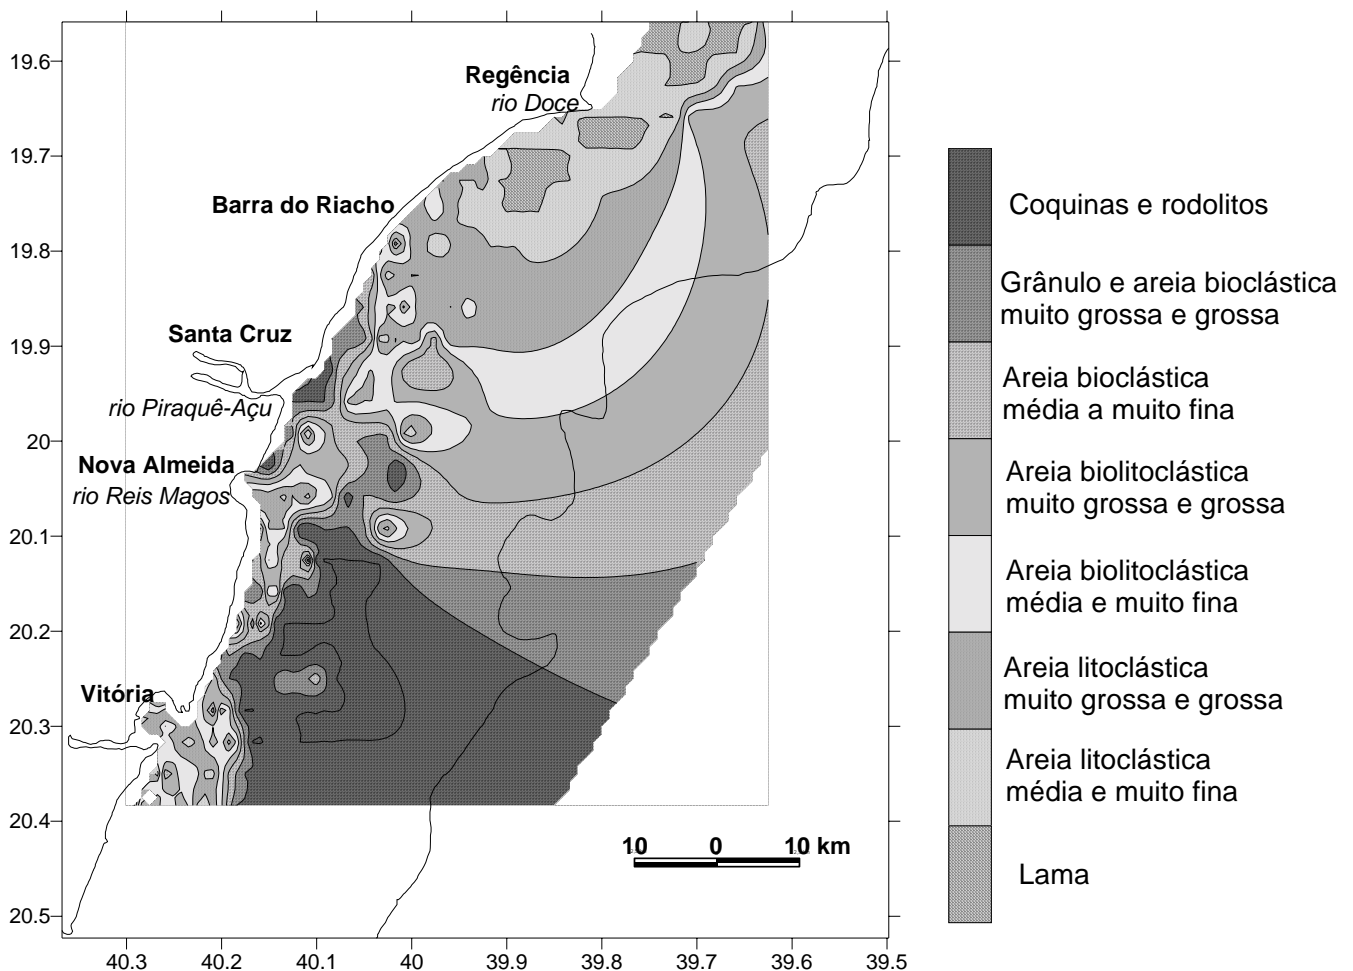 19.6
19.7
19.8
19.9
20
20.1
20.2
20.3
20.4
20.5
40.3
40.2
40.1
40
39.9
39.8
39.7
39.6
39.5
Regência
rio Doce
Barra do Riacho
Santa Cruz
rio Piraquê-Açu
Nova Almeida
rio Reis Magos
Vitória
10 0 10 km
Coquinas e rodolitos
Grânulo e areia bioclástica
muito grossa e grossa
Areia bioclástica
média a muito fina
Areia biolitoclástica
muito grossa e grossa
Areia biolitoclástica
média e muito fina
Areia litoclástica
muito grossa e grossa
Areia litoclástica
média e muito fina
Lama